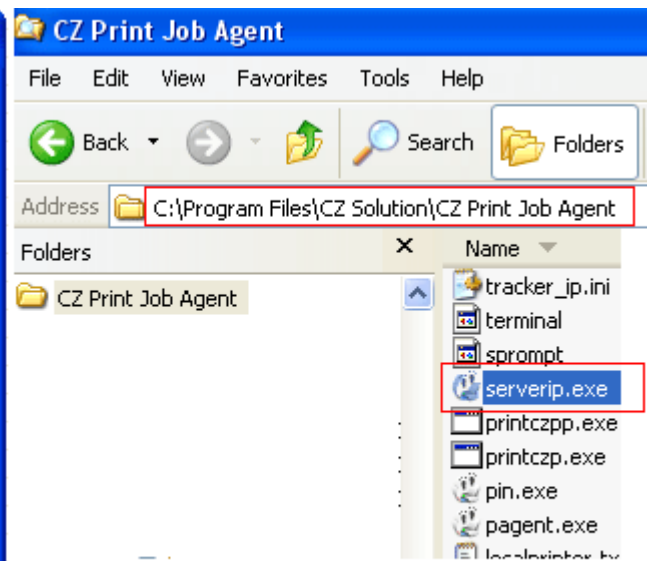 CZ Print Job Agent
File Edit View Favorites Tools Help
Back Search Folders
Address C:\Program Files\CZ Solution\CZ Print Job Agent
Folders X Name
CZ Print Job Agent
tracker_ip.ini
terminal
sprompt
serverip.exe
printczpp.exe
printczp.exe
pin.exe
pagent.exe